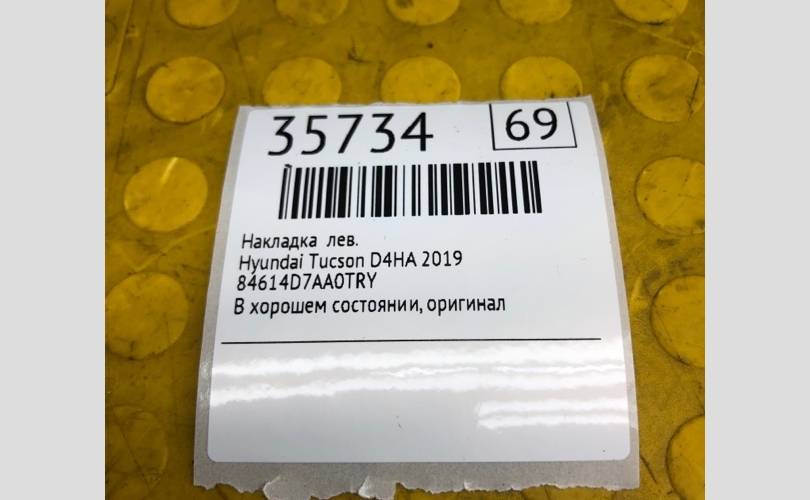 35734 69
Накладка лев.
Hyundai Tucson D4HA 2019
84614D7AA0TRY
В хорошем состоянии, оригинал